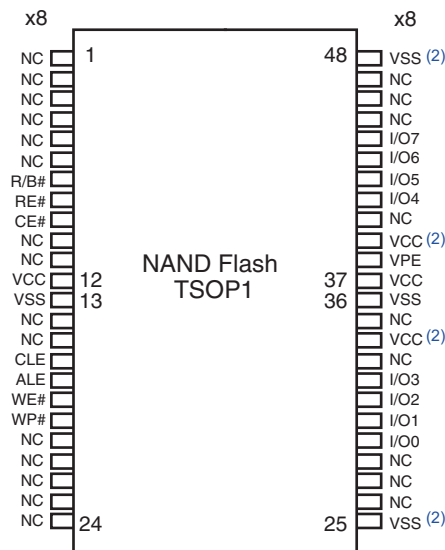 x8 x8
NC 1 48 VSS (2)
NC NC
NC NC
NC NC
NC I/O7
NC I/O6
R/B# I/O5
RE# I/O4
CE# NC
NC VCC (2)
NC VPE
VCC 12 NAND Flash 37 VCC
VSS 13 TSOP1 36 VSS
NC NC
NC VCC (2)
CLE NC
ALE I/O3
WE# I/O2
WP# I/O1
NC I/O0
NC NC
NC NC
NC NC
NC 24 25 VSS (2)